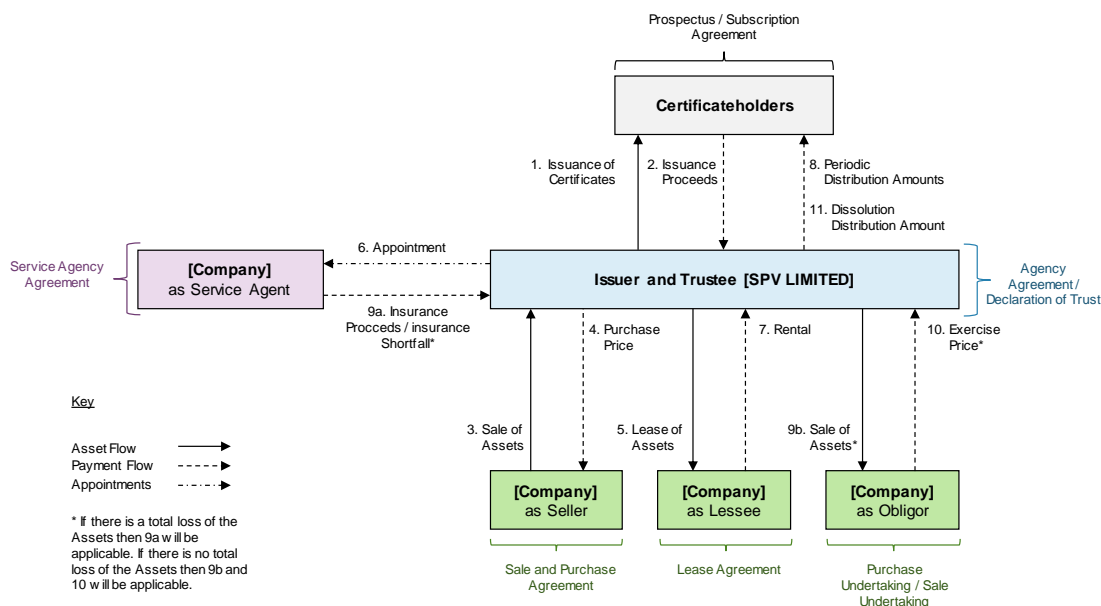 Prospectus / Subscription
Agreement
Certificateholders
1. Issuance of
Certificates
2. Issuance
Proceeds
8. Periodic
Distribution Amounts
11. Dissolution
Distribution Amount
Service Agency
Agreement
[Company]
as Service Agent
6. Appointment
9a. Insurance
Procceds / insurance
Shortfall*
Issuer and Trustee [SPV LIMITED]
Agency
Agreement /
Declaration of Trust
4. Purchase
Price
7. Rental
10. Exercise
Price*
3. Sale of
Assets
5. Lease of
Assets
9b. Sale of
Assets*
[Company]
as Seller
[Company]
as Lessee
[Company]
as Obligor
Sale and Purchase
Agreement
Lease Agreement
Purchase
Undertaking / Sale
Undertaking
Key
Asset Flow
Payment Flow
Appointments
* If there is a total loss of the
Assets then 9a will be
applicable. If there is no total
loss of the Assets then 9b and
10 will be applicable.